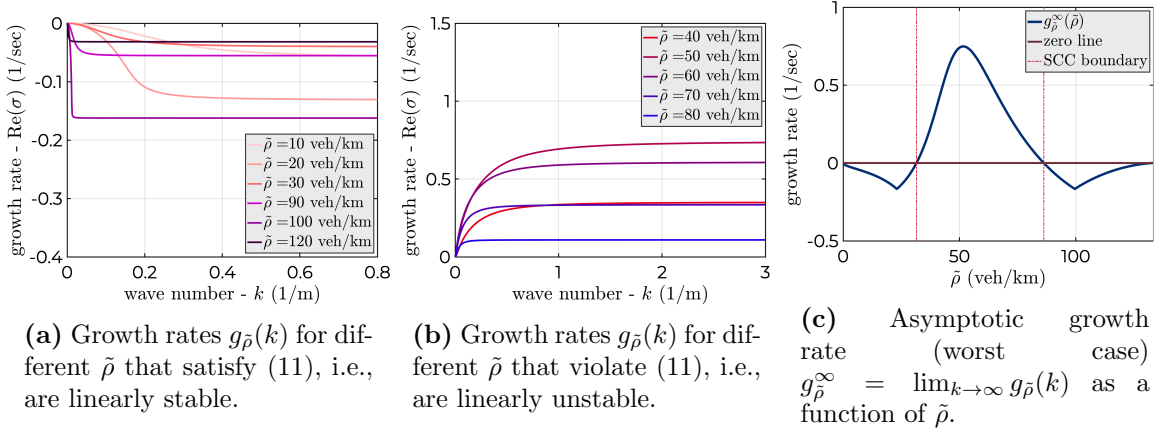 0
-0.1
-0.2
-0.3
-0.4
growth rate - Re(σ) (1/sec)
ρ̃ =10 veh/km
ρ̃ =20 veh/km
ρ̃ =30 veh/km
ρ̃ =90 veh/km
ρ̃ =100 veh/km
ρ̃ =120 veh/km
0 0.2 0.4 0.6 0.8
wave number - k (1/m)
(a) Growth rates g_ρ̃(k) for dif-
ferent ρ̃ that satisfy (11), i.e.,
are linearly stable.
1.5
1
0.5
0
growth rate - Re(σ) (1/sec)
ρ̃ =40 veh/km
ρ̃ =50 veh/km
ρ̃ =60 veh/km
ρ̃ =70 veh/km
ρ̃ =80 veh/km
0 1 2 3
wave number - k (1/m)
(b) Growth rates g_ρ̃(k) for dif-
ferent ρ̃ that violate (11), i.e.,
are linearly unstable.
1
0.5
0
-0.5
growth rate (1/sec)
g_ρ̃^∞(ρ̃)
zero line
SCC boundary
0 50 100
ρ̃ (veh/km)
(c) Asymptotic growth
rate (worst case)
g_ρ̃^∞ = lim_{k→∞} g_ρ̃(k) as a
function of ρ̃.